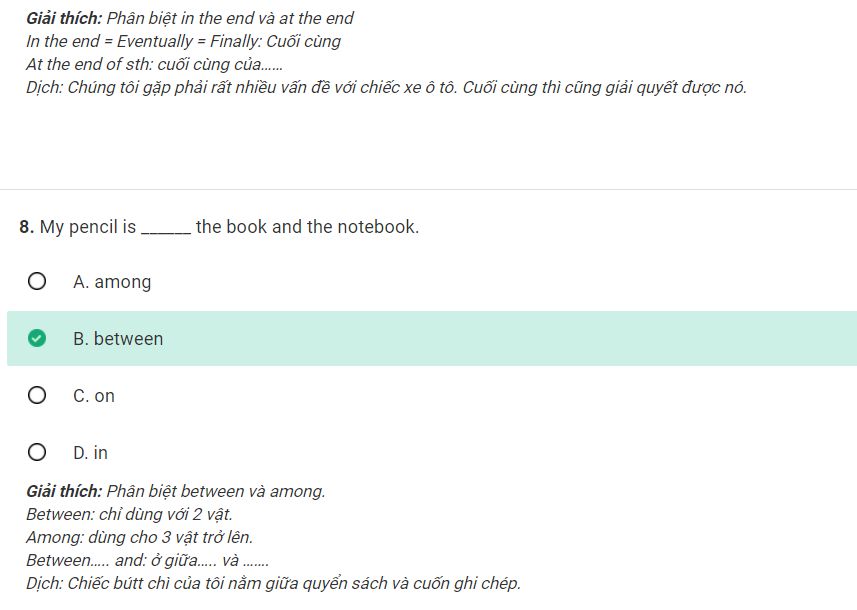 Giải thích: Phân biệt in the end và at the end
In the end = Eventually = Finally: Cuối cùng
At the end of sth: cuối cùng của......
Dịch: Chúng tôi gặp phải rất nhiều vấn đề với chiếc xe ô tô. Cuối cùng thì cũng giải quyết được nó.
8. My pencil is ______ the book and the notebook.
A. among
B. between
C. on
D. in
Giải thích: Phân biệt between và among.
Between: chỉ dùng với 2 vật.
Among: dùng cho 3 vật trở lên.
Between..... and: ở giữa..... và .......
Dịch: Chiếc bútt chì của tôi nằm giữa quyển sách và cuốn ghi chép.